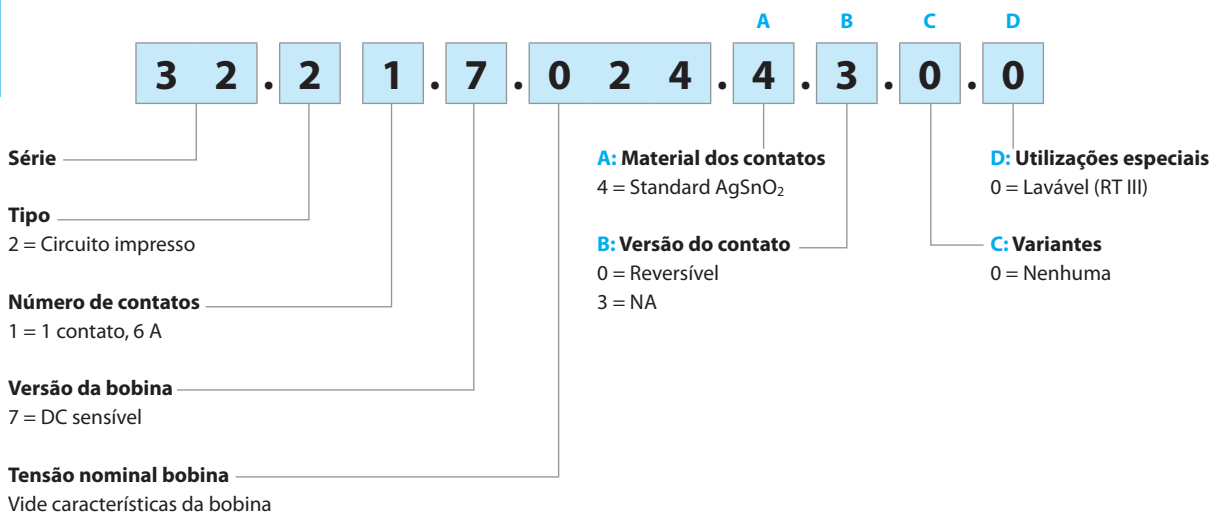 A B C D
3 2 . 2 1 . 7 . 0 2 4 . 4 . 3 . 0 . 0
Série
Tipo
2 = Circuito impresso
Número de contatos
1 = 1 contato, 6 A
Versão da bobina
7 = DC sensível
Tensão nominal bobina
Vide características da bobina
A: Material dos contatos
4 = Standard AgSnO₂
B: Versão do contato
0 = Reversível
3 = NA
D: Utilizações especiais
0 = Lavável (RT III)
C: Variantes
0 = Nenhuma